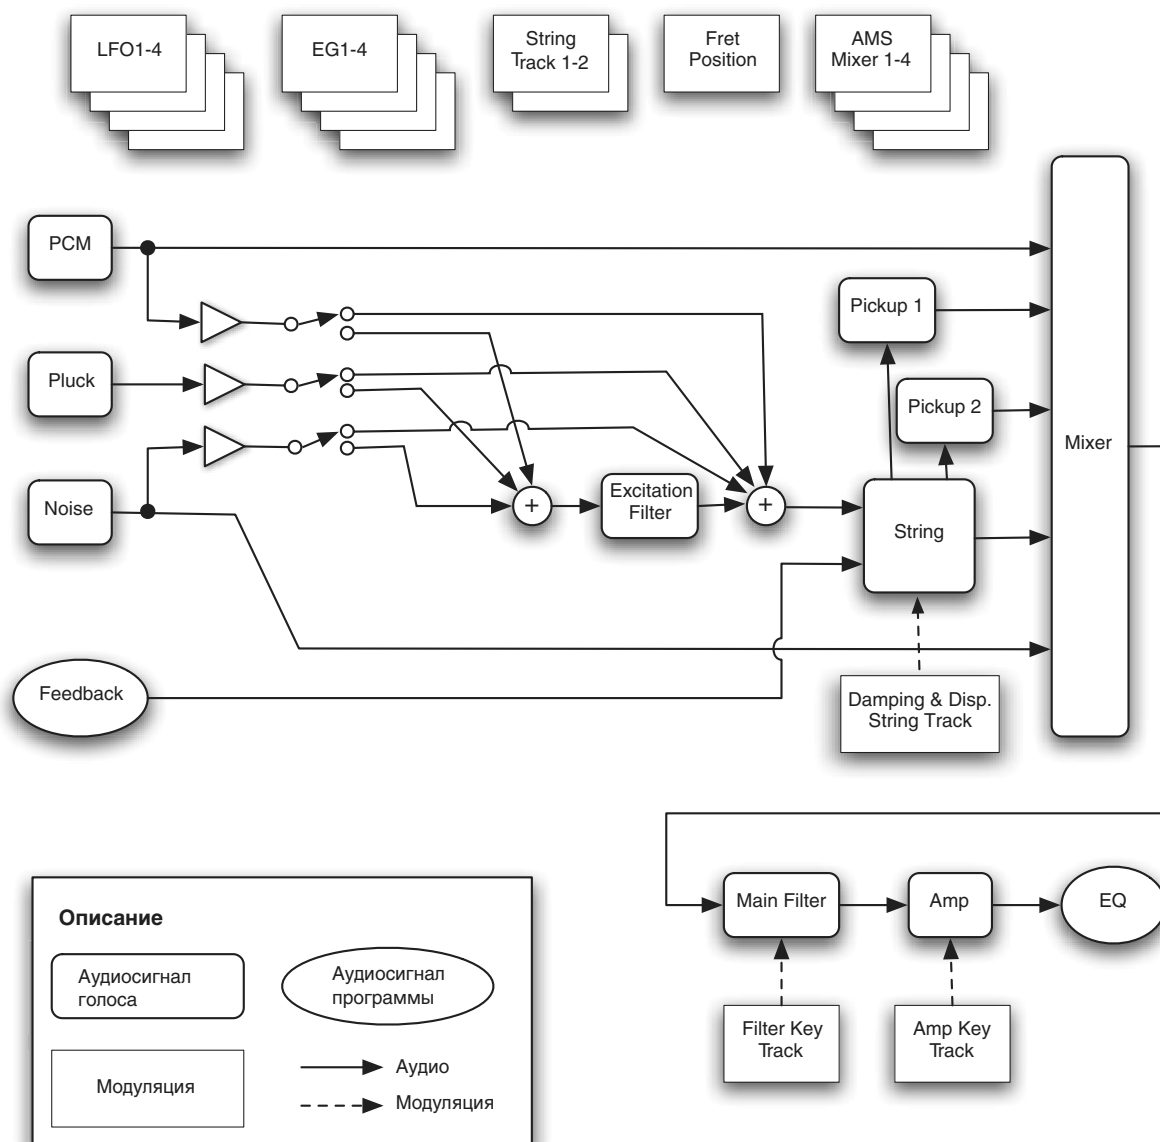 LFO1-4
EG1-4
String
Track 1-2
Fret
Position
AMS
Mixer 1-4
PCM
Pickup 1
Pluck
Pickup 2
Mixer
Noise
+
Excitation
Filter
+
String
Feedback
Damping & Disp.
String Track
Main Filter
Amp
EQ
Filter Key
Track
Amp Key
Track
Описание
Аудиосигнал
голоса
Аудиосигнал
программы
Модуляция
Аудио
Модуляция